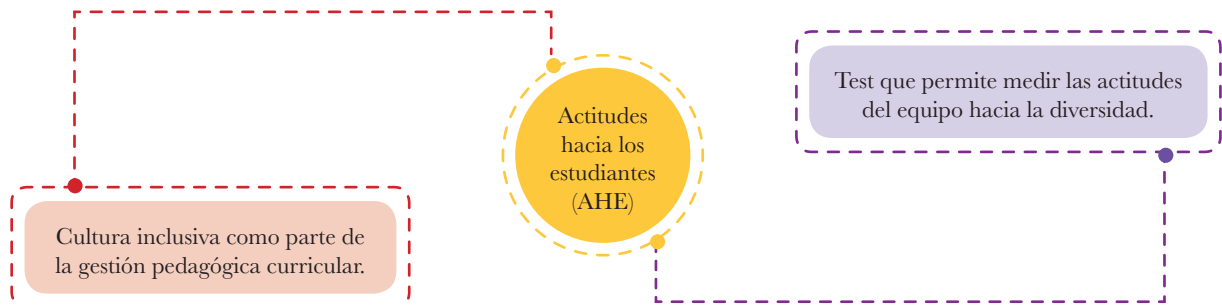 Actitudes
hacia los
estudiantes
(AHE)
Test que permite medir las actitudes
del equipo hacia la diversidad.
Cultura inclusiva como parte de
la gestión pedagógica curricular.